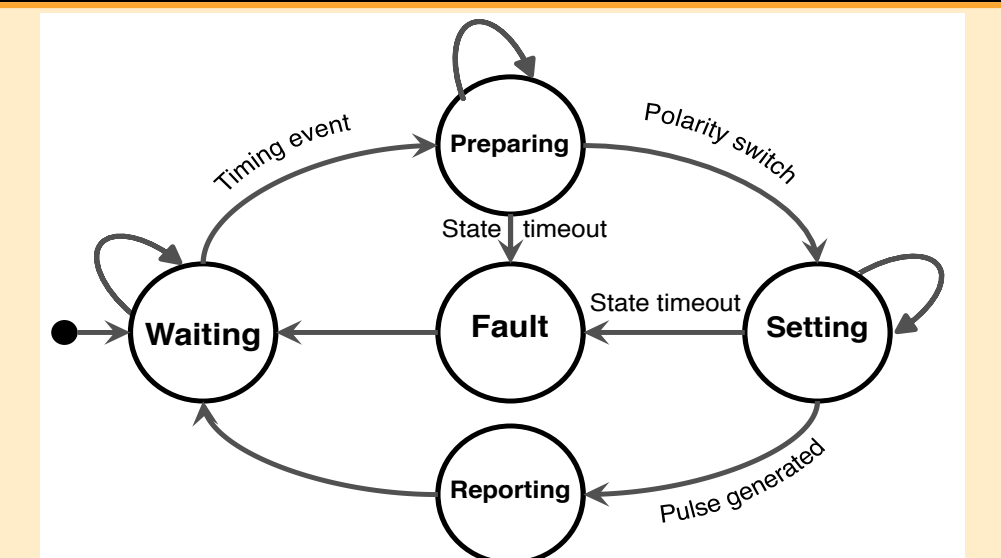 Timing event
Preparing
Polarity switch
State timeout
Waiting
Fault
State timeout
Setting
Reporting
Pulse generated